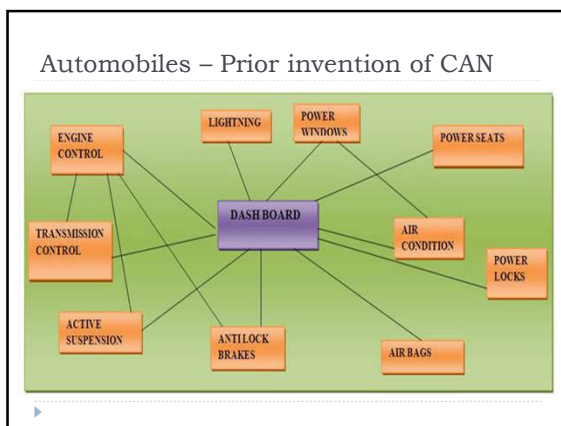 Automobiles – Prior invention of CAN
ENGINE
CONTROL
LIGHTNING
POWER
WINDOWS
POWER SEATS
DASH BOARD
TRANSMISSION
CONTROL
AIR
CONDITION
POWER
LOCKS
ACTIVE
SUSPENSION
ANTI LOCK
BRAKES
AIR BAGS